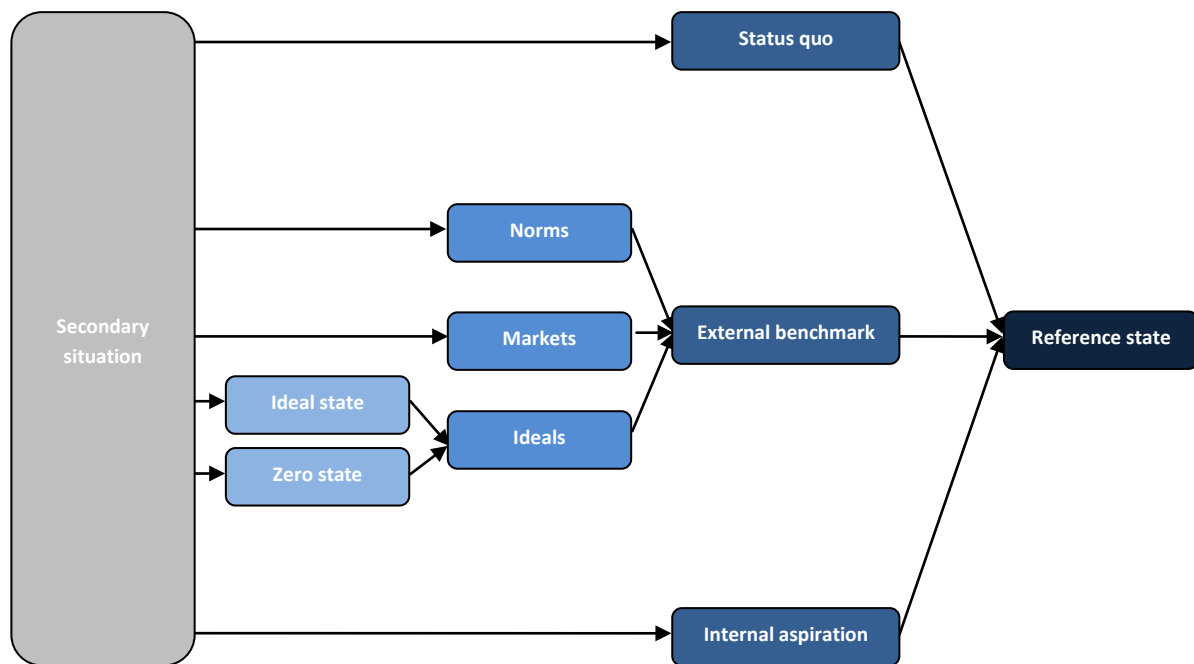 Status quo
Norms
Secondary
situation
Markets
External benchmark
Reference state
Ideal state
Ideals
Zero state
Internal aspiration